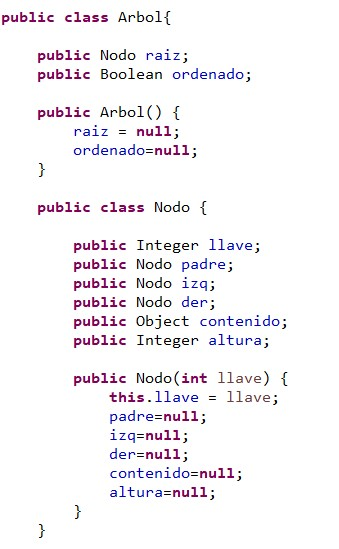 public class Arbol{
public Nodo raiz;
public Boolean ordenado;
public Arbol() {
raiz = null;
ordenado=null;
}
public class Nodo {
public Integer llave;
public Nodo padre;
public Nodo izq;
public Nodo der;
public Object contenido;
public Integer altura;
public Nodo(int llave) {
this.llave = llave;
padre=null;
izq=null;
der=null;
contenido=null;
altura=null;
}
}